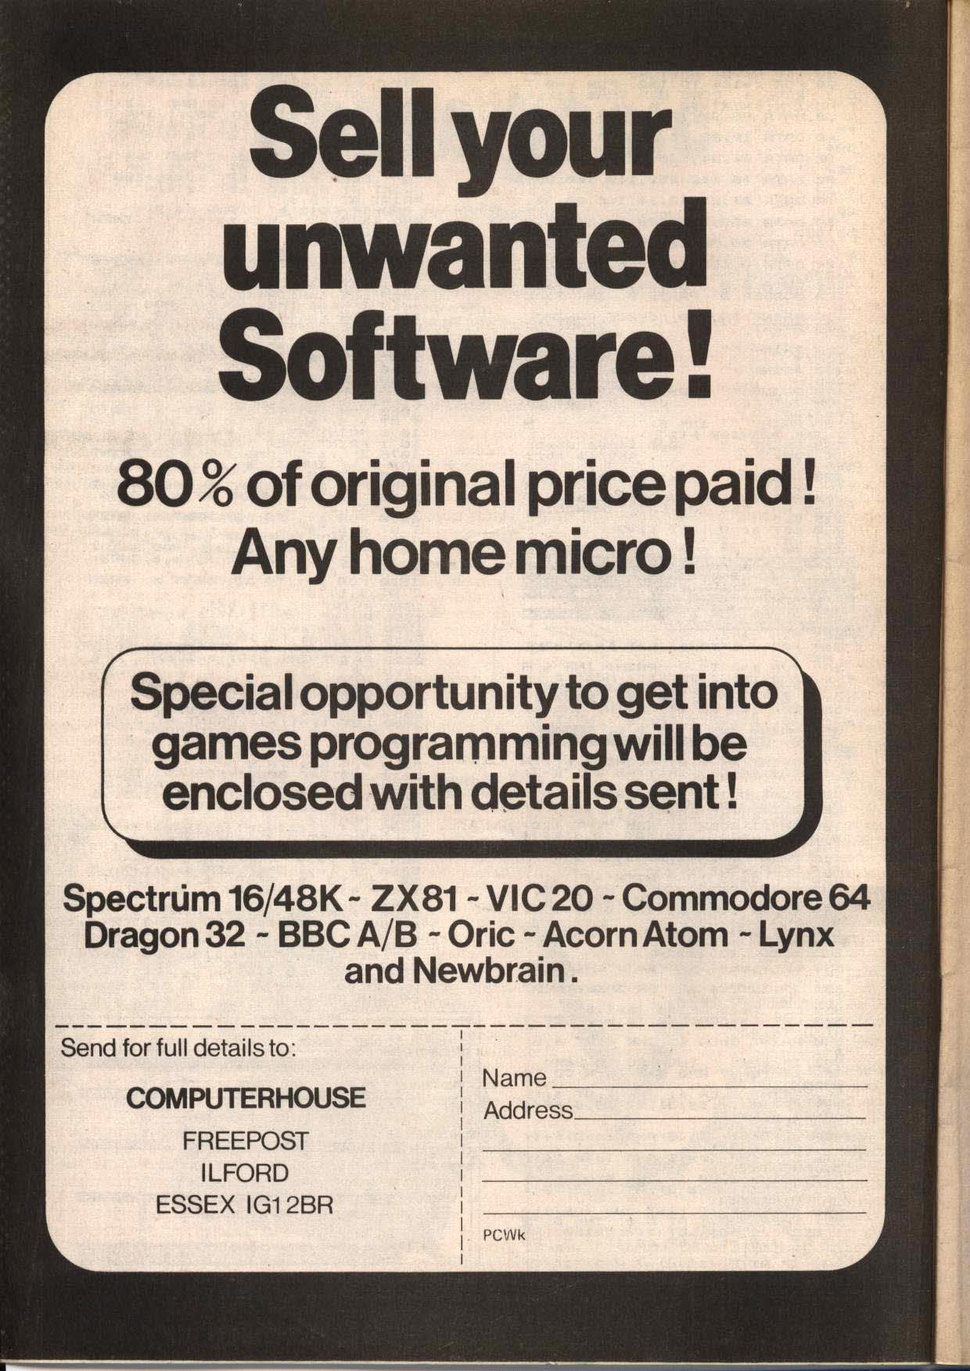 Sell your
unwanted
Software!
80% of original price paid!
Any home micro!
Special opportunity to get into
games programming will be
enclosed with details sent!
Spectrum 16/48K ~ ZX81 ~ VIC 20 ~ Commodore 64
Dragon 32 ~ BBC A/B ~ Oric ~ Acorn Atom ~ Lynx
and Newbrain.
Send for full details to:
COMPUTERHOUSE
FREEPOST
ILFORD
ESSEX IG1 2BR
Name
Address
PCWk